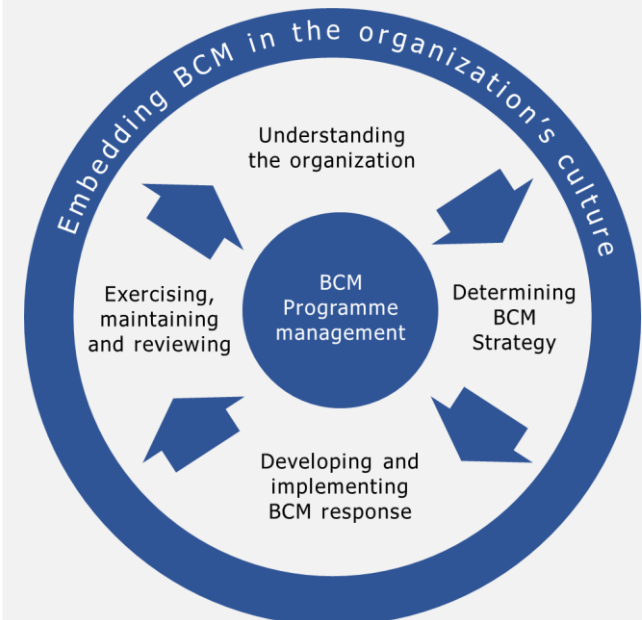 Embedding BCM in the organization's culture
Understanding
the organization
BCM
Programme
management
Determining
BCM
Strategy
Developing and
implementing
BCM response
Exercising,
maintaining
and reviewing